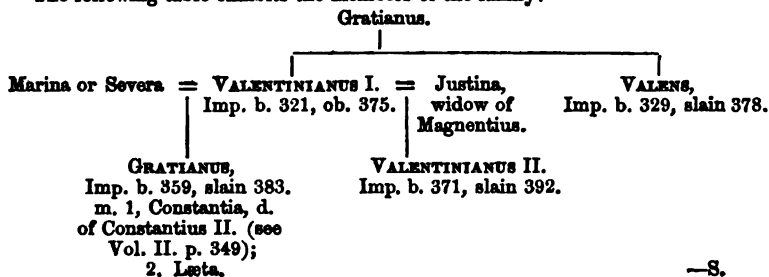 Gratianus.
Marina or Severa = VALENTINIANUS I. = Justina, VALENS,
Imp. b. 321, ob. 375. widow of Imp. b. 329, slain 378.
Magnentius.
GRATIANUS, VALENTINIANUS II.
Imp. b. 359, slain 383. Imp. b. 371, slain 392.
m. 1, Constantia, d.
of Constantius II. (see
Vol. II. p. 349);
2, Læta. —S.